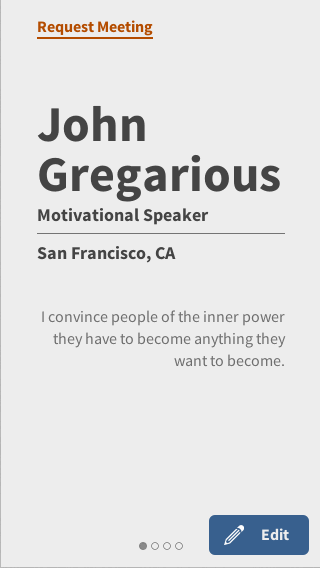 Request Meeting
John
Gregarious
Motivational Speaker
San Francisco, CA
I convince people of the inner power
they have to become anything they
want to become.
Edit